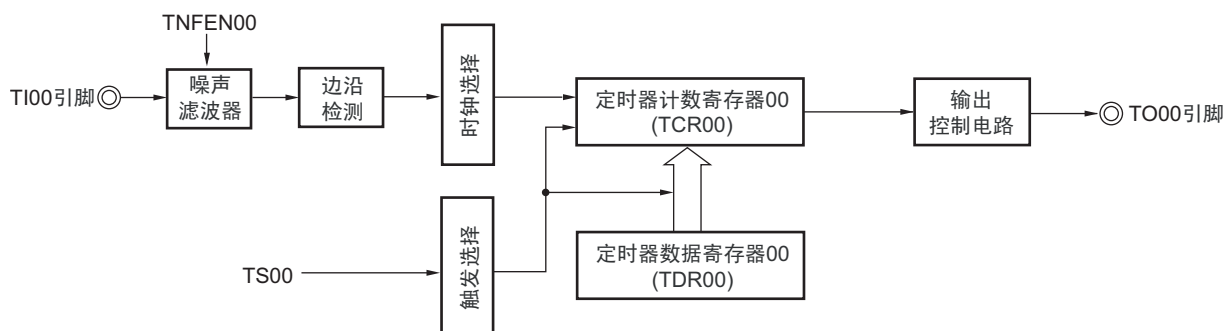 TNFEN00
TI00引脚
噪声
滤波器
边沿
检测
时钟选择
定时器计数寄存器00
(TCR00)
输出
控制电路
TO00引脚
TS00
触发选择
定时器数据寄存器00
(TDR00)